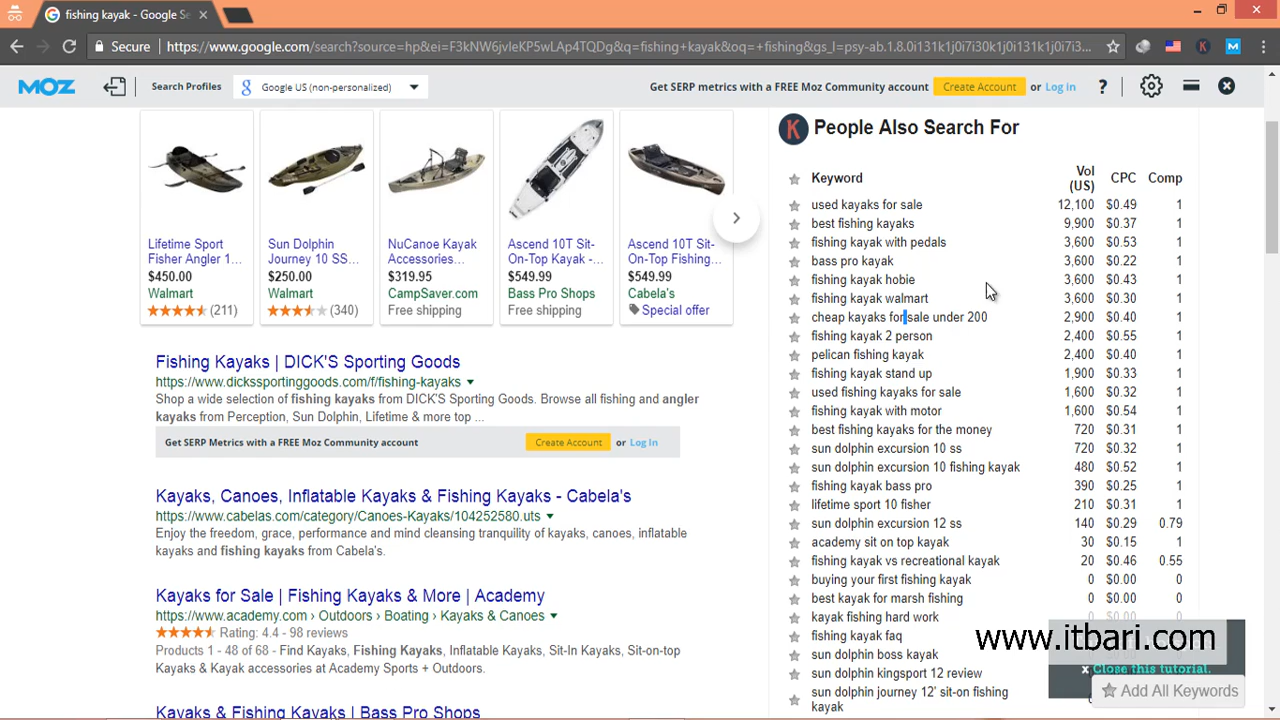 fishing kayak - Google Se
Secure
https://www.google.com/search?source=hp&ei=F3kNW6jvIeKP5wLAp4TQDg&q=fishing+kayak&oq=+fishing&gs_l=psy-ab.1.8.0i131k1j0i7i30k1j0i131k1j0i7i3...
MOZ
Search Profiles
Google US (non-personalized)
Get SERP metrics with a FREE Moz Community account
Create Account
or Log in
?
Lifetime Sport
Fisher Angler 1...
$450.00
Walmart
(211)
Sun Dolphin
Journey 10 SS...
$250.00
Walmart
(340)
NuCanoe Kayak
Accessories...
$319.95
CampSaver.com
Free shipping
Ascend 10T Sit-
On-Top Kayak -...
$549.99
Bass Pro Shops
Free shipping
Ascend 10T Sit-
On-Top Fishing...
$549.99
Cabela's
Special offer
Fishing Kayaks | DICK'S Sporting Goods
https://www.dickssportinggoods.com/f/fishing-kayaks
Shop a wide selection of fishing kayaks from DICK'S Sporting Goods. Browse all fishing and angler
kayaks from Perception, Sun Dolphin, Lifetime & more top ...
Get SERP Metrics with a FREE Moz Community account
Create Account
or Log In
Kayaks, Canoes, Inflatable Kayaks & Fishing Kayaks - Cabela's
https://www.cabelas.com/category/Canoes-Kayaks/104252580.uts
Enjoy the freedom, grace, performance and mind cleansing tranquility of kayaks, canoes, inflatable
kayaks and fishing kayaks from Cabela's.
Kayaks for Sale | Fishing Kayaks & More | Academy
https://www.academy.com › Outdoors › Boating › Kayaks & Canoes
Rating: 4.4 - 98 reviews
Products 1 - 48 of 68 - Find Kayaks, Fishing Kayaks, Inflatable Kayaks, Sit-In Kayaks, Sit-on-top
Kayaks & Kayak accessories at Academy Sports + Outdoors.
Kayaks & Fishing Kayaks | Bass Pro Shops
K People Also Search For
Keyword Vol (US) CPC Comp
used kayaks for sale 12,100 $0.49 1
best fishing kayaks 9,900 $0.37 1
fishing kayak with pedals 3,600 $0.53 1
bass pro kayak 3,600 $0.22 1
fishing kayak hobie 3,600 $0.43 1
fishing kayak walmart 3,600 $0.30 1
cheap kayaks for sale under 200 2,900 $0.40 1
fishing kayak 2 person 2,400 $0.55 1
pelican fishing kayak 2,400 $0.40 1
fishing kayak stand up 1,900 $0.33 1
used fishing kayaks for sale 1,600 $0.32 1
fishing kayak with motor 1,600 $0.54 1
best fishing kayaks for the money 720 $0.31 1
sun dolphin excursion 10 ss 720 $0.32 1
sun dolphin excursion 10 fishing kayak 480 $0.52 1
fishing kayak bass pro 390 $0.25 1
lifetime sport 10 fisher 210 $0.31 1
sun dolphin excursion 12 ss 140 $0.29 0.79
academy sit on top kayak 30 $0.15 1
fishing kayak vs recreational kayak 20 $0.46 0.55
buying your first fishing kayak 0 $0.00 0
best kayak for marsh fishing 0 $0.00 0
kayak fishing hard work 0 $0.00 0
fishing kayak faq
sun dolphin boss kayak
sun dolphin kingsport 12 review
sun dolphin journey 12' sit-on fishing
kayak
www.itbari.com
x Close this tutorial.
Add All Keywords